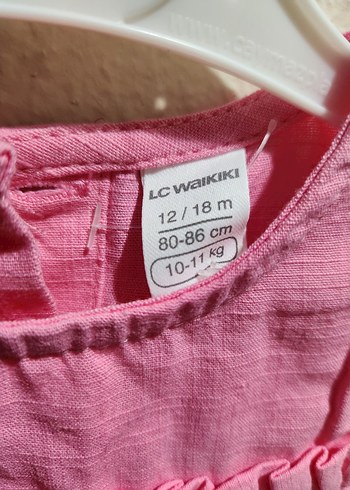 LC WAIKIKI
12 / 18 m
80-86 cm
10-11 kg